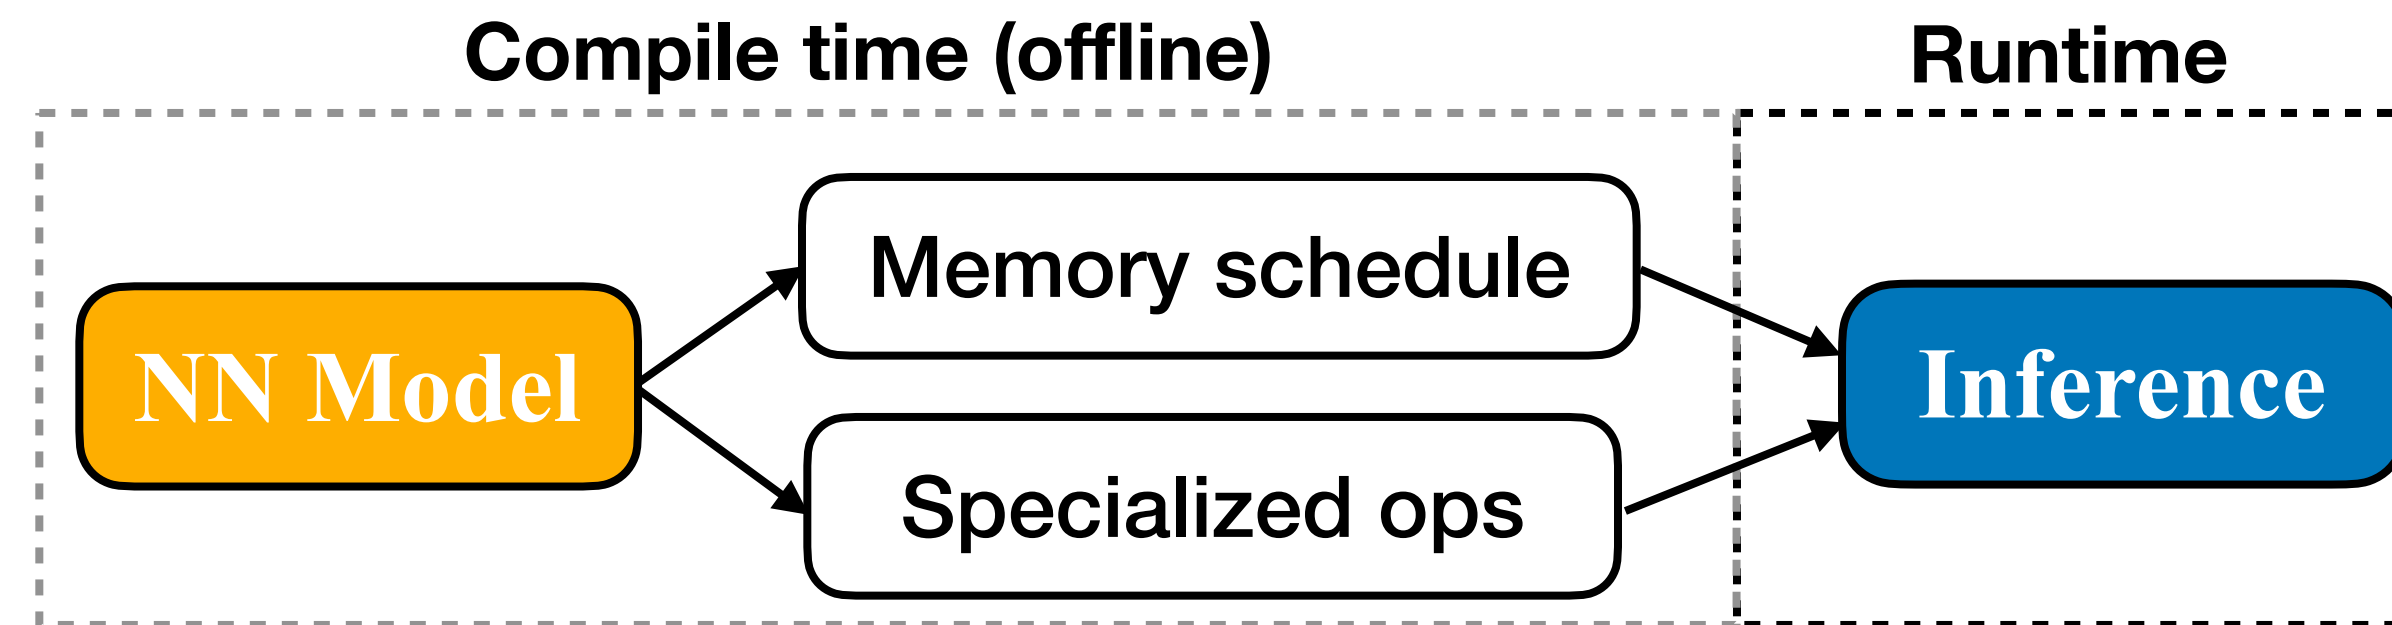 Compile time (offline)
Runtime
Memory schedule
NN Model
Inference
Specialized ops